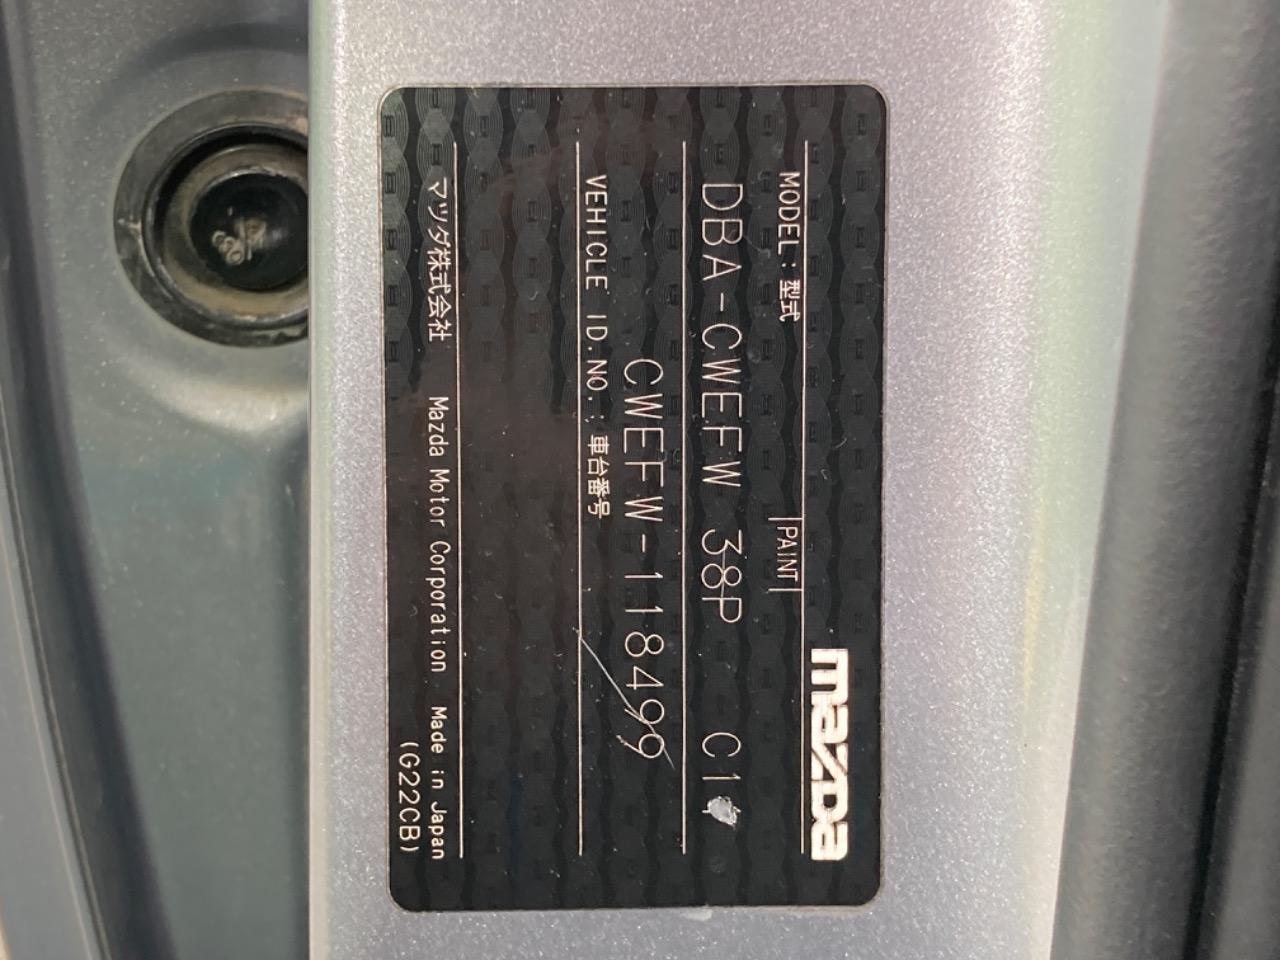 mazda
MODEL:型式 PAINT
DBA-CWEFW 38P C1
CWEFW-118499
VEHICLE ID.NO.:車台番号
マツダ株式会社 Mazda Motor Corporation Made in Japan
(G22CB)